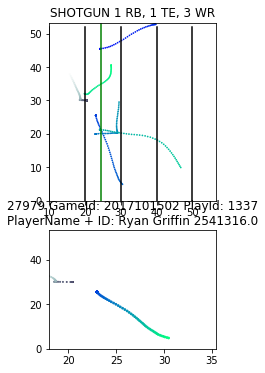 SHOTGUN 1 RB, 1 TE, 3 WR
50
40
30
20
10
0
10 20 30 40 50
27979 GameId: 2017101502 PlayId: 1337
PlayerName + ID: Ryan Griffin 2541316.0
40
20
0
20 25 30 35